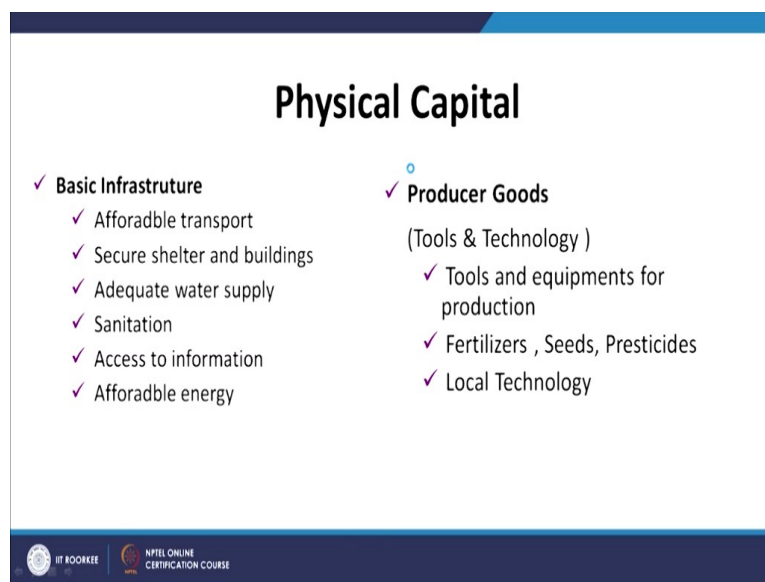 Physical Capital
Basic Infrastruture
Afforadble transport
Secure shelter and buildings
Adequate water supply
Sanitation
Access to information
Afforadble energy
Producer Goods
(Tools & Technology )
Tools and equipments for
production
Fertilizers , Seeds, Presticides
Local Technology
IIT ROORKEE
NPTEL ONLINE
CERTIFICATION COURSE